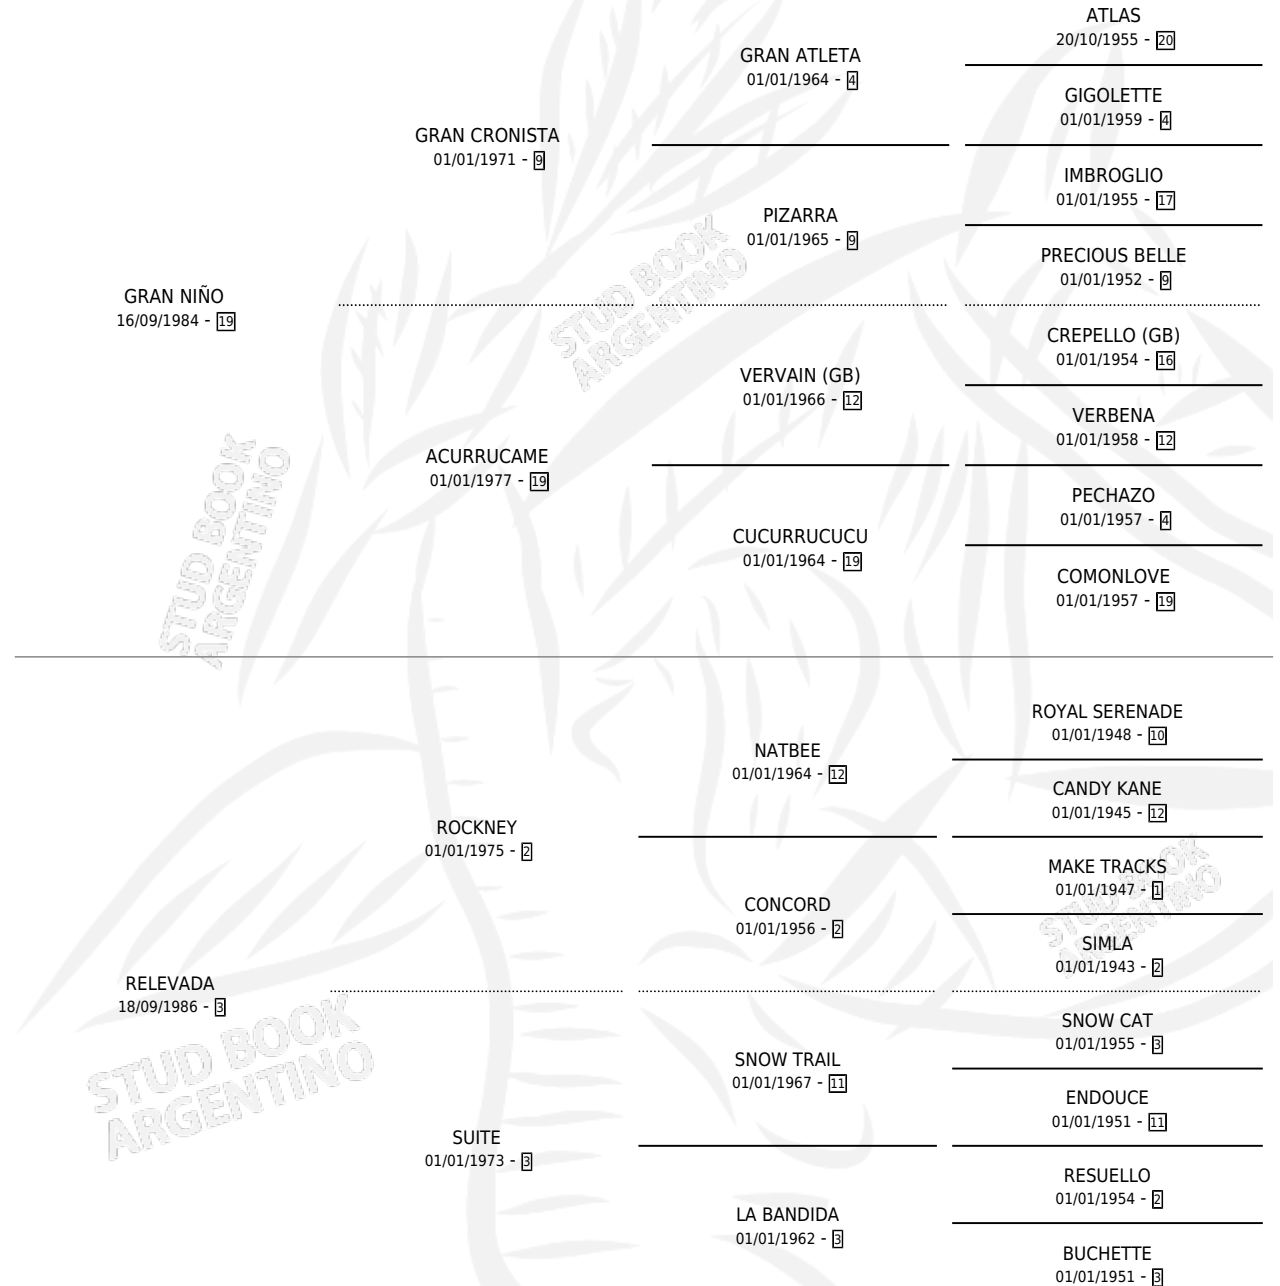 ATLAS
20/10/1955 - 20
GRAN ATLETA
01/01/1964 - 4
GIGOLETTE
01/01/1959 - 4
GRAN CRONISTA
01/01/1971 - 9
IMBROGLIO
01/01/1955 - 17
PIZARRA
01/01/1965 - 9
PRECIOUS BELLE
01/01/1952 - 9
GRAN NIÑO
16/09/1984 - 19
CREPELLO (GB)
01/01/1954 - 16
VERVAIN (GB)
01/01/1966 - 12
VERBENA
01/01/1958 - 12
ACURRUCAME
01/01/1977 - 19
PECHAZO
01/01/1957 - 4
CUCURRUCUCU
01/01/1964 - 19
COMONLOVE
01/01/1957 - 19
ROYAL SERENADE
01/01/1948 - 10
NATBEE
01/01/1964 - 12
CANDY KANE
01/01/1945 - 12
ROCKNEY
01/01/1975 - 2
MAKE TRACKS
01/01/1947 - 1
CONCORD
01/01/1956 - 2
SIMLA
01/01/1943 - 2
RELEVADA
18/09/1986 - 3
SNOW CAT
01/01/1955 - 3
SNOW TRAIL
01/01/1967 - 11
ENDOUCE
01/01/1951 - 11
SUITE
01/01/1973 - 3
RESUELLO
01/01/1954 - 2
LA BANDIDA
01/01/1962 - 3
BUCHETTE
01/01/1951 - 3
STUD BOOK
ARGENTINO
STUD BOOK
ARGENTINO
STUD BOOK
ARGENTINO
STUD BOOK
ARGENTINO